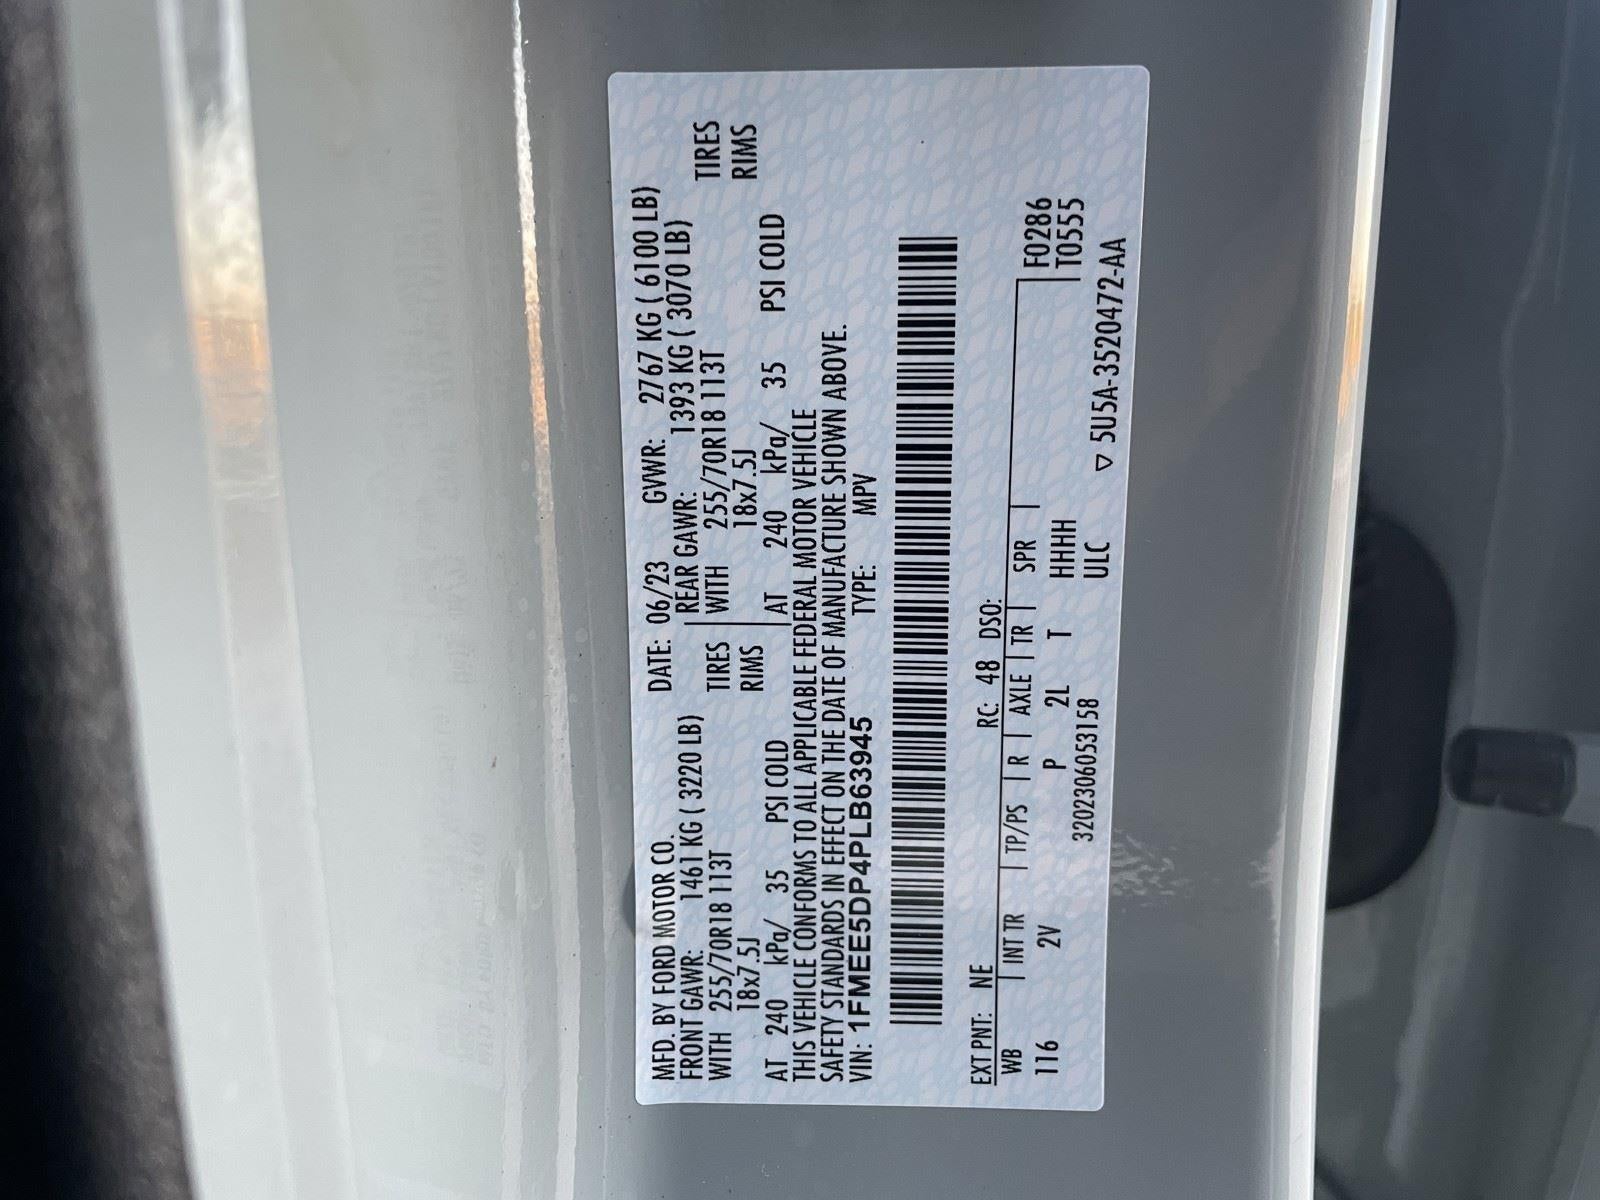 MFD. BY FORD MOTOR CO. DATE: 06/23 GVWR: 2767 KG ( 6100 LB)
FRONT GAWR: 1461 KG ( 3220 LB) REAR GAWR: 1393 KG ( 3070 LB)
WITH 255/70R18 113T TIRES WITH 255/70R18 113T TIRES
18x7.5J RIMS 18x7.5J RIMS
AT 240 kPa/ 35 PSI COLD AT 240 kPa/ 35 PSI COLD
THIS VEHICLE CONFORMS TO ALL APPLICABLE FEDERAL MOTOR VEHICLE
SAFETY STANDARDS IN EFFECT ON THE DATE OF MANUFACTURE SHOWN ABOVE.
VIN: 1FMEE5DP4PLB63945 TYPE: MPV
EXT PNT: NE RC: 48 DSO:
WB INT TR TP/PS R AXLE TR SPR F0286
116 2V P 2L T HHHH T0555
320230605 3158 ULC ▽ 5U5A-3520472-AA